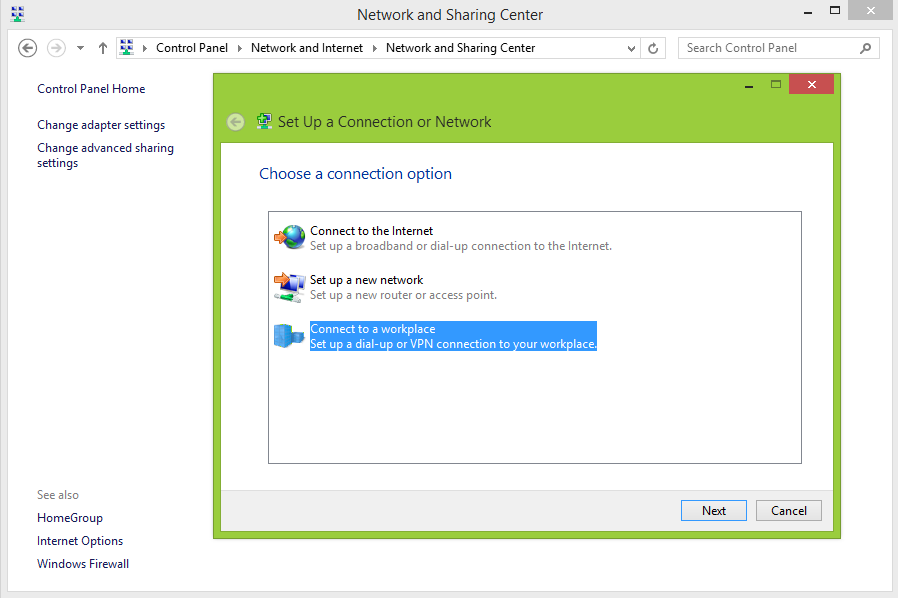 Network and Sharing Center
Control Panel
Network and Internet
Network and Sharing Center
Search Control Panel
Control Panel Home
Change adapter settings
Change advanced sharing
settings
See also
HomeGroup
Internet Options
Windows Firewall
Set Up a Connection or Network
Choose a connection option
Connect to the Internet
Set up a broadband or dial-up connection to the Internet.
Set up a new network
Set up a new router or access point.
Connect to a workplace
Set up a dial-up or VPN connection to your workplace.
Next
Cancel